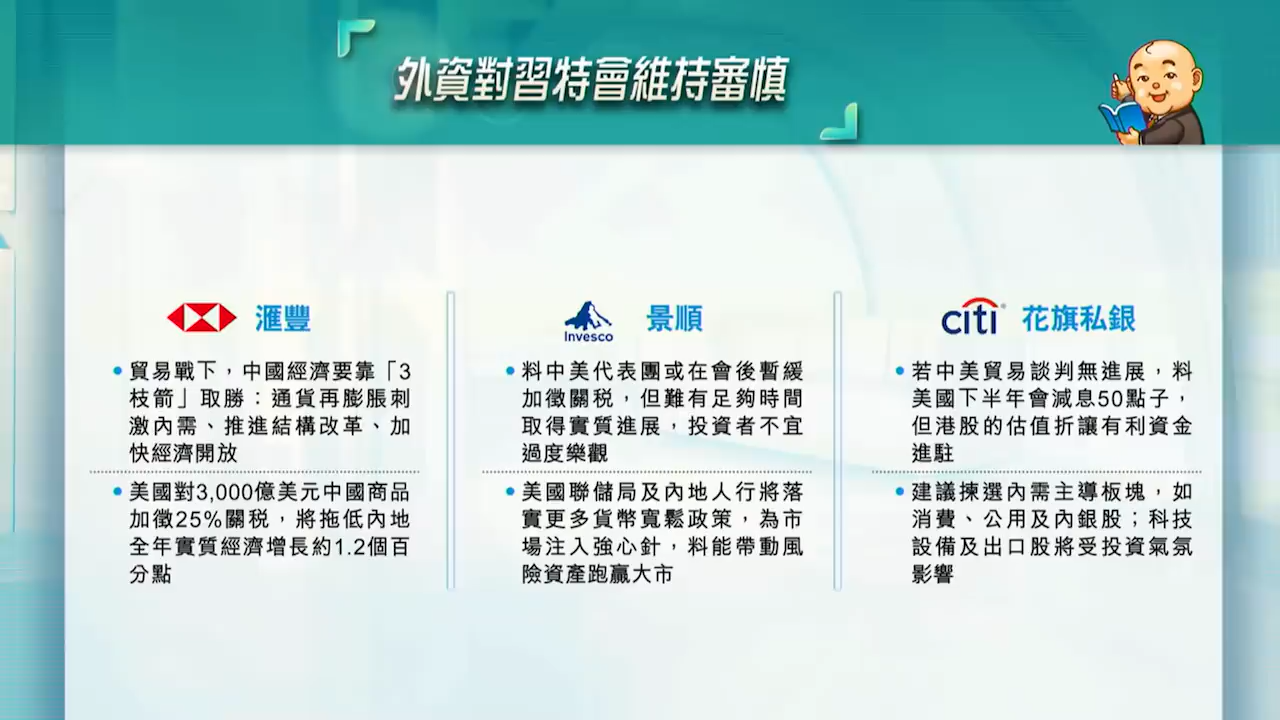 外資對習特會維持審慎
滙豐
• 貿易戰下，中國經濟要靠「3
枝箭」取勝：通貨再膨脹刺
激內需、推進結構改革、加
快經濟開放
• 美國對3,000億美元中國商品
加徵25%關税，將拖低內地
全年實質經濟增長約1.2個百
分點
Invesco
景順
• 料中美代表團或在會後暫緩
加徵關税，但難有足夠時間
取得實質進展，投資者不宜
過度樂觀
• 美國聯儲局及內地人行將落
實更多貨幣寬鬆政策，為市
場注入強心針，料能帶動風
險資產跑贏大市
citi®
花旗私銀
• 若中美貿易談判無進展，料
美國下半年會減息50點子，
但港股的估值折讓有利資金
進駐
• 建議揀選內需主導板塊，如
消費、公用及內銀股；科技
設備及出口股將受投資氣氛
影響